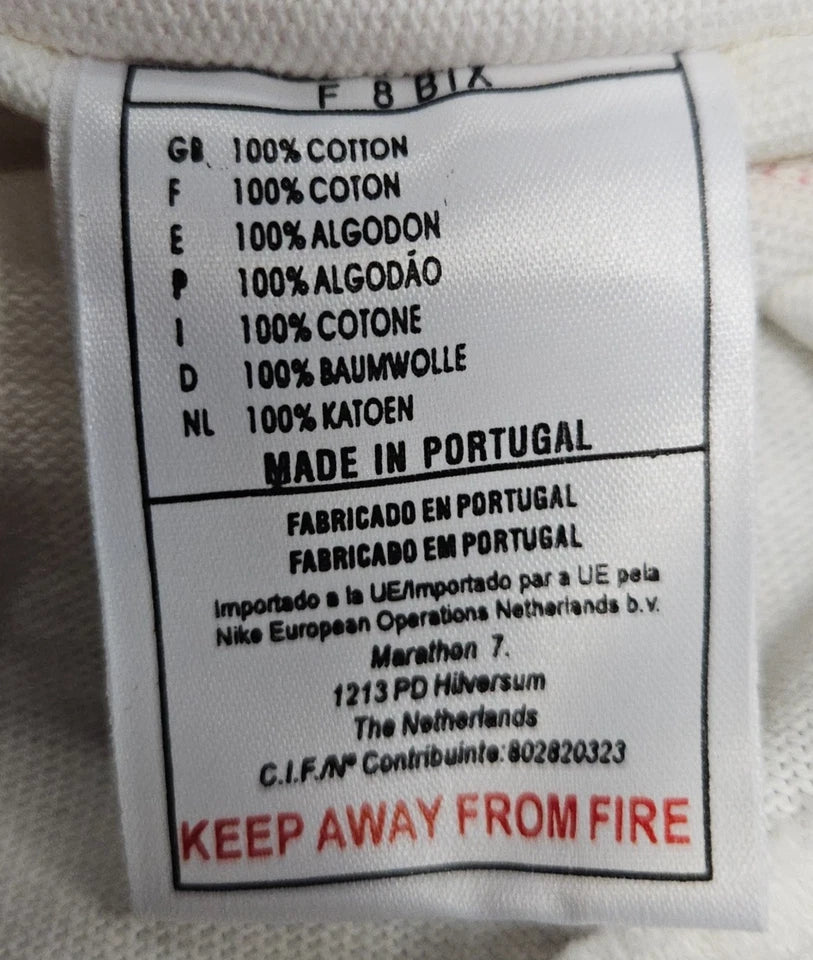 F 8 BIX
GB 100% COTTON
F 100% COTON
E 100% ALGODON
P 100% ALGODÃO
I 100% COTONE
D 100% BAUMWOLLE
NL 100% KATOEN
MADE IN PORTUGAL
FABRICADO EN PORTUGAL
FABRICADO EM PORTUGAL
Importado a la UE/Importado par a UE pela
Nike European Operations Netherlands b.v.
Marathon 7.
1213 PD Hilversum
The Netherlands
C.I.F./Nº Contribuinte:802820323
KEEP AWAY FROM FIRE